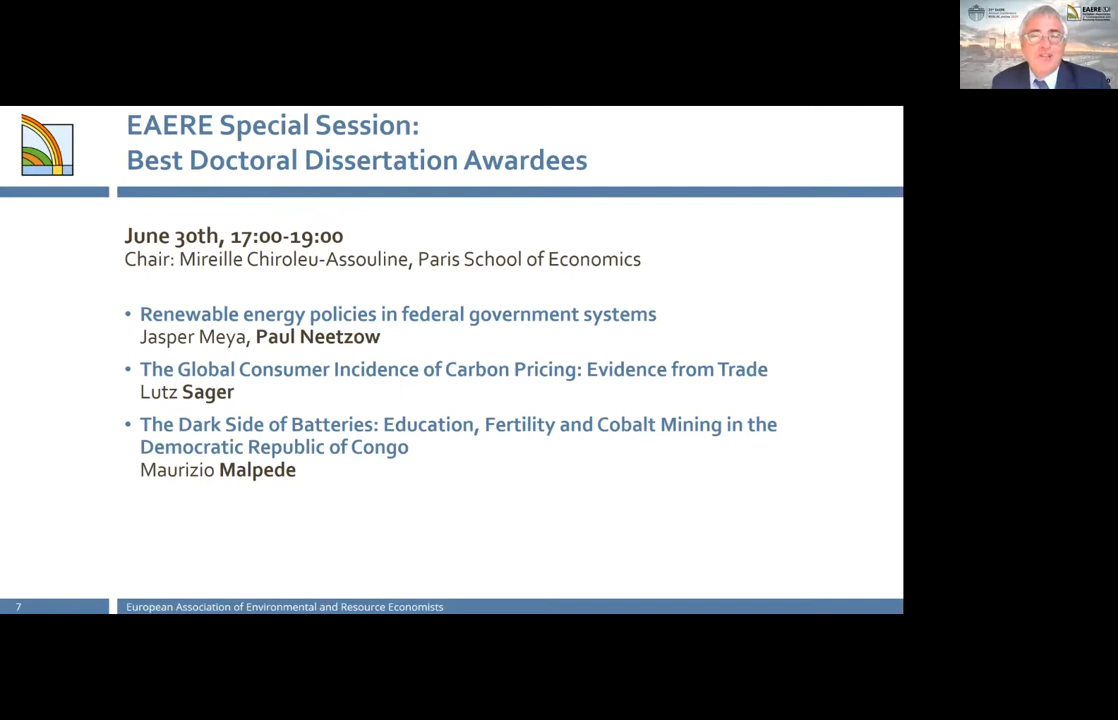 EAERE
EAERE Special Session:
Best Doctoral Dissertation Awardees
June 30th, 17:00-19:00
Chair: Mireille Chiroleu-Assouline, Paris School of Economics
• Renewable energy policies in federal government systems
Jasper Meya, Paul Neetzow
• The Global Consumer Incidence of Carbon Pricing: Evidence from Trade
Lutz Sager
• The Dark Side of Batteries: Education, Fertility and Cobalt Mining in the
Democratic Republic of Congo
Maurizio Malpede
7
European Association of Environmental and Resource Economists